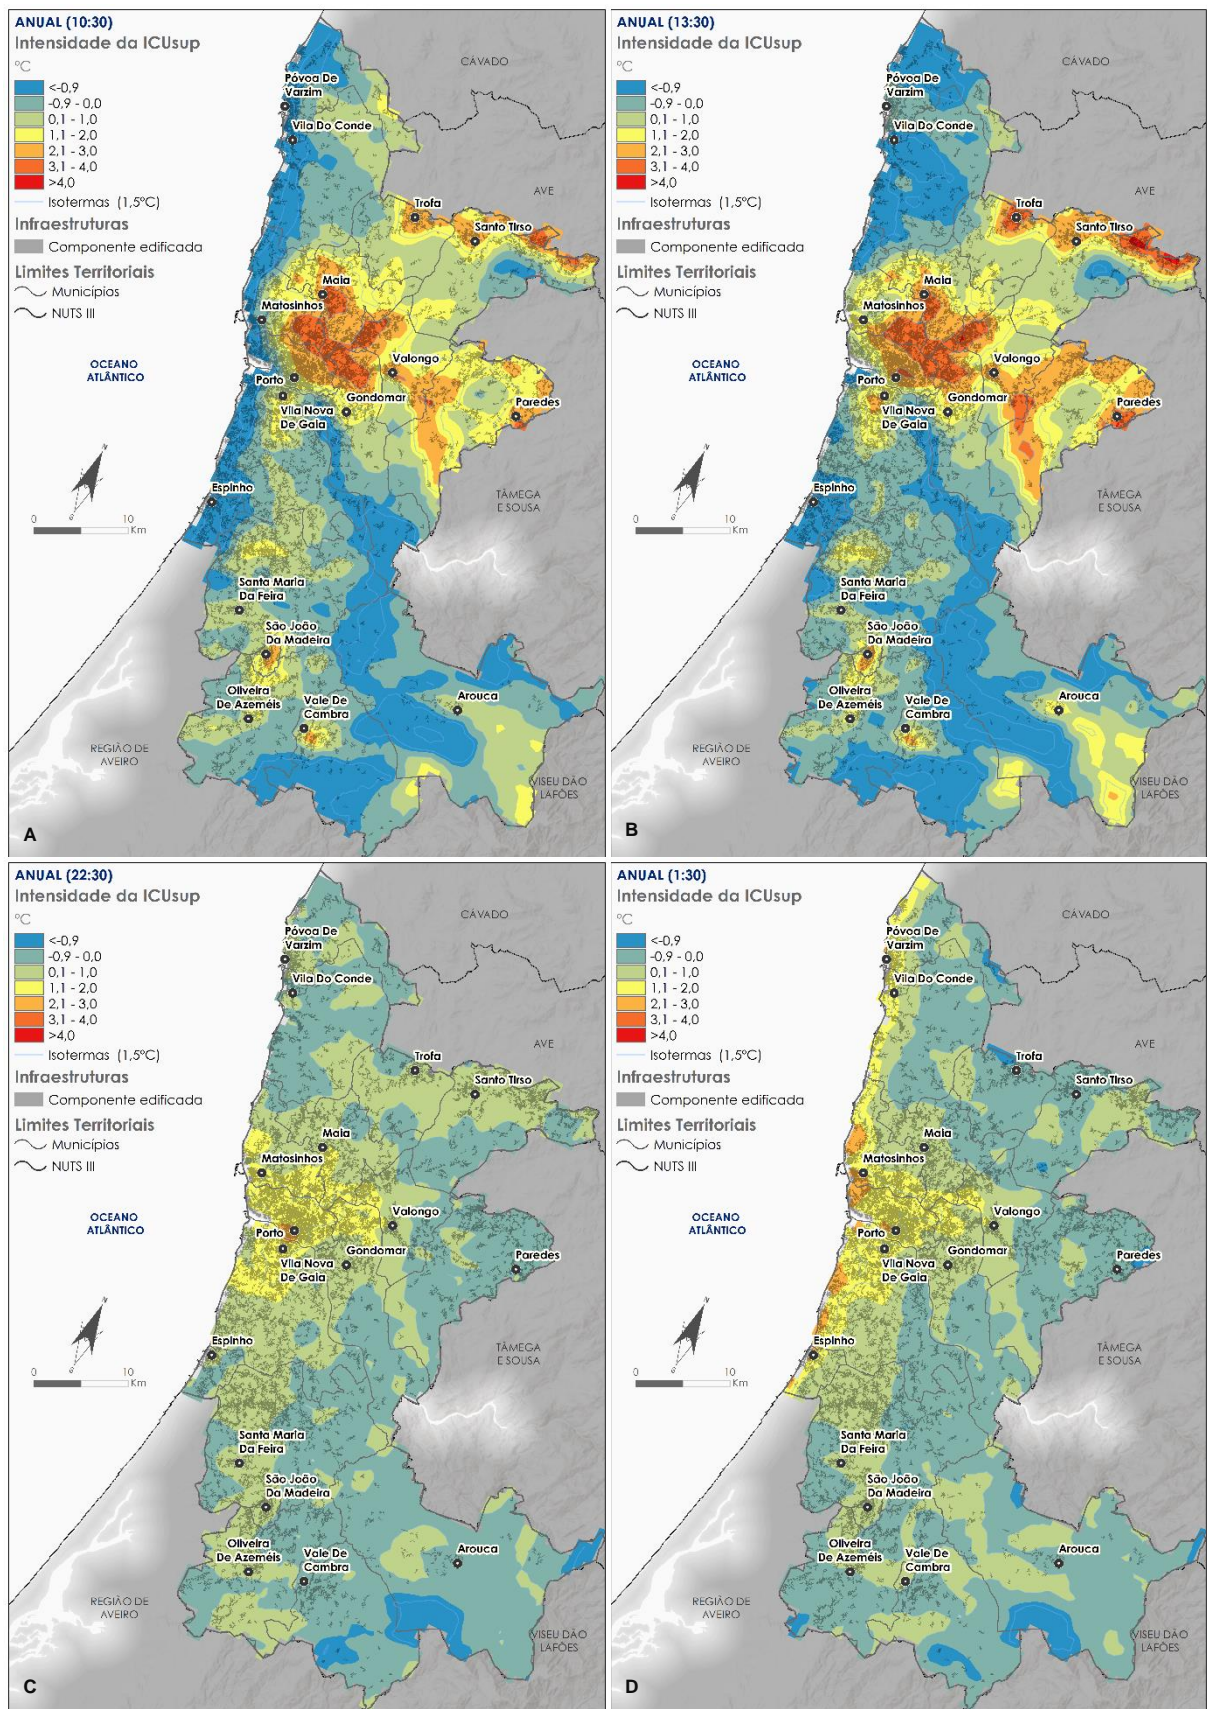 ANUAL (10:30)
Intensidade da ICUsup
ºC
<-0,9
-0,9 - 0,0
0,1 - 1,0
1,1 - 2,0
2,1 - 3,0
3,1 - 4,0
>4,0
Isotermas (1,5ºC)
Infraestruturas
Componente edificada
Limites Territoriais
Municípios
NUTS III
OCEANO
ATLÂNTICO
0 10
Km
CÁVADO
AVE
TÂMEGA
E SOUSA
VISEU DÃO
LAFÕES
REGIÃO DE
AVEIRO
Póvoa De
Varzim
Vila Do Conde
Trofa
Santo Tirso
Maia
Matosinhos
Valongo
Porto
Vila Nova
De Gaia
Gondomar
Paredes
Espinho
Santa Maria
Da Feira
São João
Da Madeira
Oliveira
De Azeméis
Vale De
Cambra
Arouca
A
ANUAL (13:30)
Intensidade da ICUsup
ºC
<-0,9
-0,9 - 0,0
0,1 - 1,0
1,1 - 2,0
2,1 - 3,0
3,1 - 4,0
>4,0
Isotermas (1,5ºC)
Infraestruturas
Componente edificada
Limites Territoriais
Municípios
NUTS III
OCEANO
ATLÂNTICO
0 10
Km
CÁVADO
AVE
TÂMEGA
E SOUSA
VISEU DÃO
LAFÕES
REGIÃO DE
AVEIRO
Póvoa De
Varzim
Vila Do Conde
Trofa
Santo Tirso
Maia
Matosinhos
Valongo
Porto
Vila Nova
De Gaia
Gondomar
Paredes
Espinho
Santa Maria
Da Feira
São João
Da Madeira
Oliveira
De Azeméis
Vale De
Cambra
Arouca
B
ANUAL (22:30)
Intensidade da ICUsup
ºC
<-0,9
-0,9 - 0,0
0,1 - 1,0
1,1 - 2,0
2,1 - 3,0
3,1 - 4,0
>4,0
Isotermas (1,5ºC)
Infraestruturas
Componente edificada
Limites Territoriais
Municípios
NUTS III
OCEANO
ATLÂNTICO
0 10
Km
CÁVADO
AVE
TÂMEGA
E SOUSA
VISEU DÃO
LAFÕES
REGIÃO DE
AVEIRO
Póvoa De
Varzim
Vila Do Conde
Trofa
Santo Tirso
Maia
Matosinhos
Valongo
Porto
Vila Nova
De Gaia
Gondomar
Paredes
Espinho
Santa Maria
Da Feira
São João
Da Madeira
Oliveira
De Azeméis
Vale De
Cambra
Arouca
C
ANUAL (1:30)
Intensidade da ICUsup
ºC
<-0,9
-0,9 - 0,0
0,1 - 1,0
1,1 - 2,0
2,1 - 3,0
3,1 - 4,0
>4,0
Isotermas (1,5ºC)
Infraestruturas
Componente edificada
Limites Territoriais
Municípios
NUTS III
OCEANO
ATLÂNTICO
0 10
Km
CÁVADO
AVE
TÂMEGA
E SOUSA
VISEU DÃO
LAFÕES
REGIÃO DE
AVEIRO
Póvoa De
Varzim
Vila Do Conde
Trofa
Santo Tirso
Maia
Matosinhos
Valongo
Porto
Vila Nova
De Gaia
Gondomar
Paredes
Espinho
Santa Maria
Da Feira
São João
Da Madeira
Oliveira
De Azeméis
Vale De
Cambra
Arouca
D